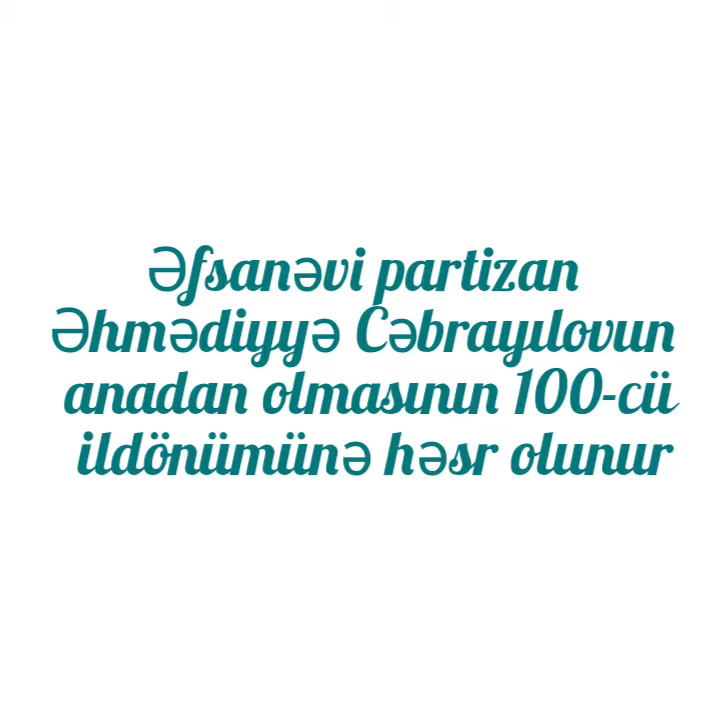 Əfsanəvi partizan
Əhmədiyyə Cəbrayılovun
anadan olmasının 100-cü
ildönümünə həsr olunur